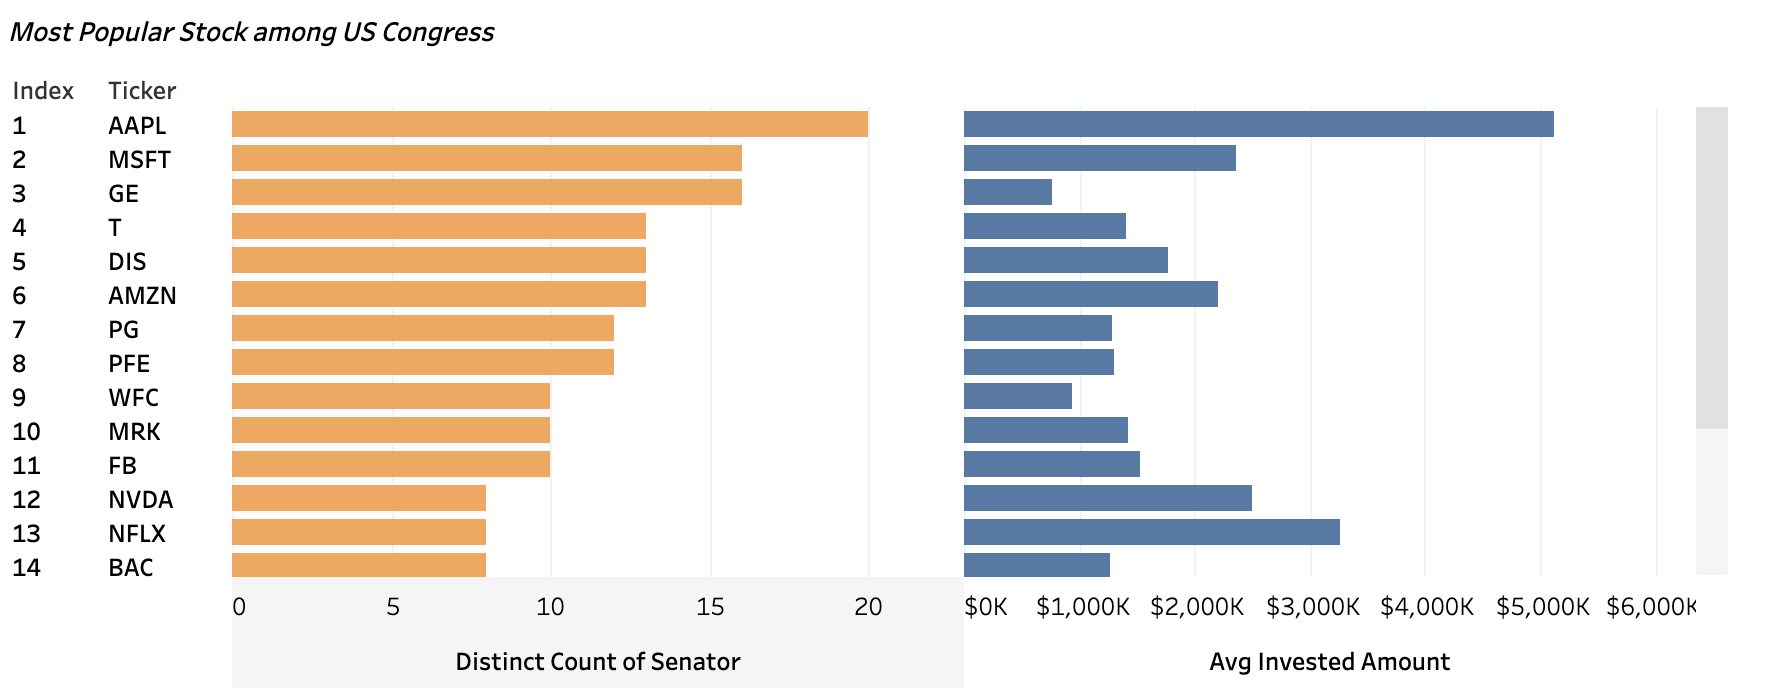 Most Popular Stock among US Congress
Index Ticker
1 AAPL
2 MSFT
3 GE
4 T
5 DIS
6 AMZN
7 PG
8 PFE
9 WFC
10 MRK
11 FB
12 NVDA
13 NFLX
14 BAC
0 5 10 15 20 $0K $1,000K $2,000K $3,000K $4,000K $5,000K $6,000K
Distinct Count of Senator Avg Invested Amount